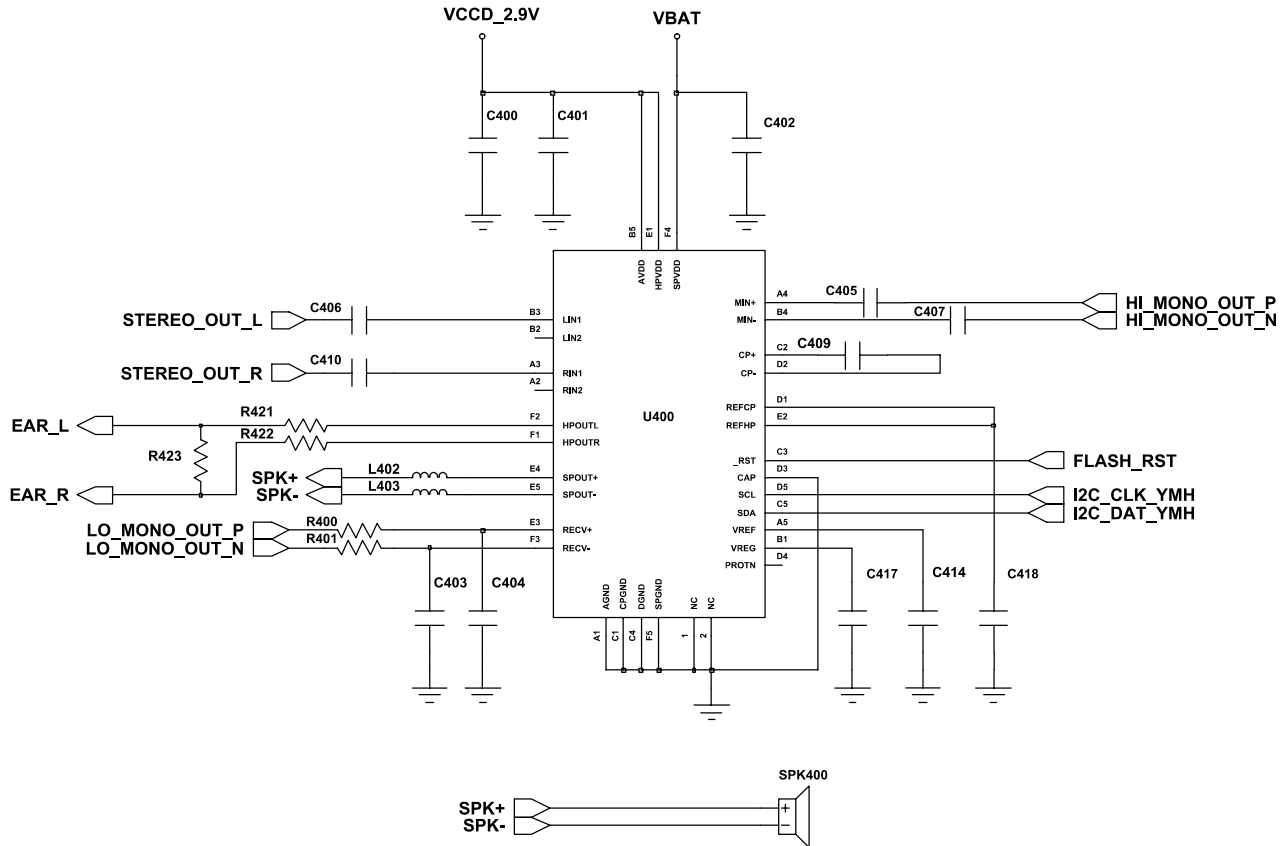 VCCD_2.9V
VBAT
C400
C401
C402
B5
E1
F4
AVDD
HPVDD
SPVDD
STEREO_OUT_L
C406
B3
LIN1
B2
LIN2
STEREO_OUT_R
C410
A3
RIN1
A2
RIN2
EAR_L
R421
F2
HPOUTL
R422
F1
HPOUTR
R423
EAR_R
SPK+
L402
E4
SPOUT+
SPK-
L403
E5
SPOUT-
LO_MONO_OUT_P
R400
E3
RECV+
LO_MONO_OUT_N
R401
F3
RECV-
C403
C404
U400
MIN+
A4
C405
HI_MONO_OUT_P
MIN-
B4
C407
HI_MONO_OUT_N
CP+
C2
C409
CP-
D2
REFCP
D1
REFHP
E2
_RST
C3
FLASH_RST
CAP
D3
SCL
D5
I2C_CLK_YMH
SDA
C5
I2C_DAT_YMH
VREF
A5
VREG
B1
PROTN
D4
C417
C414
C418
AGND
CPGND
DGND
SPGND
NC
NC
A1
C1
C4
F5
1
2
SPK400
SPK+
+
SPK-
-